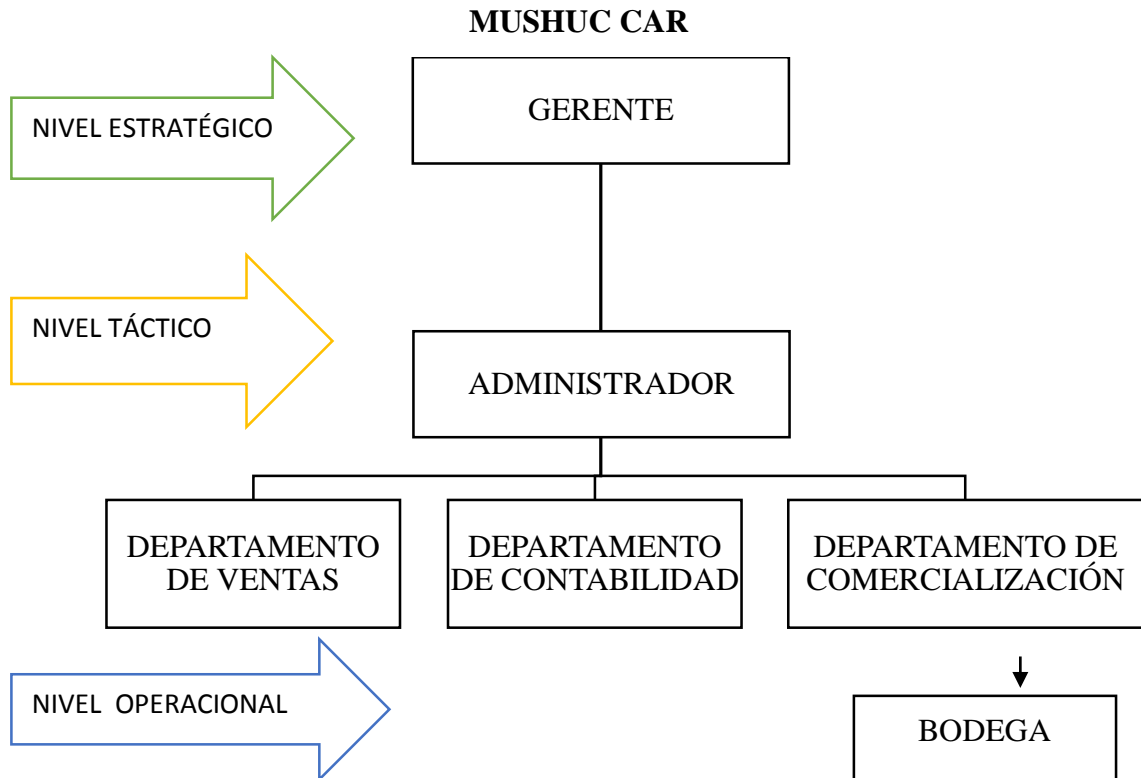 MUSHUC CAR
NIVEL ESTRATÉGICO
GERENTE
NIVEL TÁCTICO
ADMINISTRADOR
DEPARTAMENTO
DE VENTAS
DEPARTAMENTO
DE CONTABILIDAD
DEPARTAMENTO DE
COMERCIALIZACIÓN
NIVEL  OPERACIONAL
BODEGA